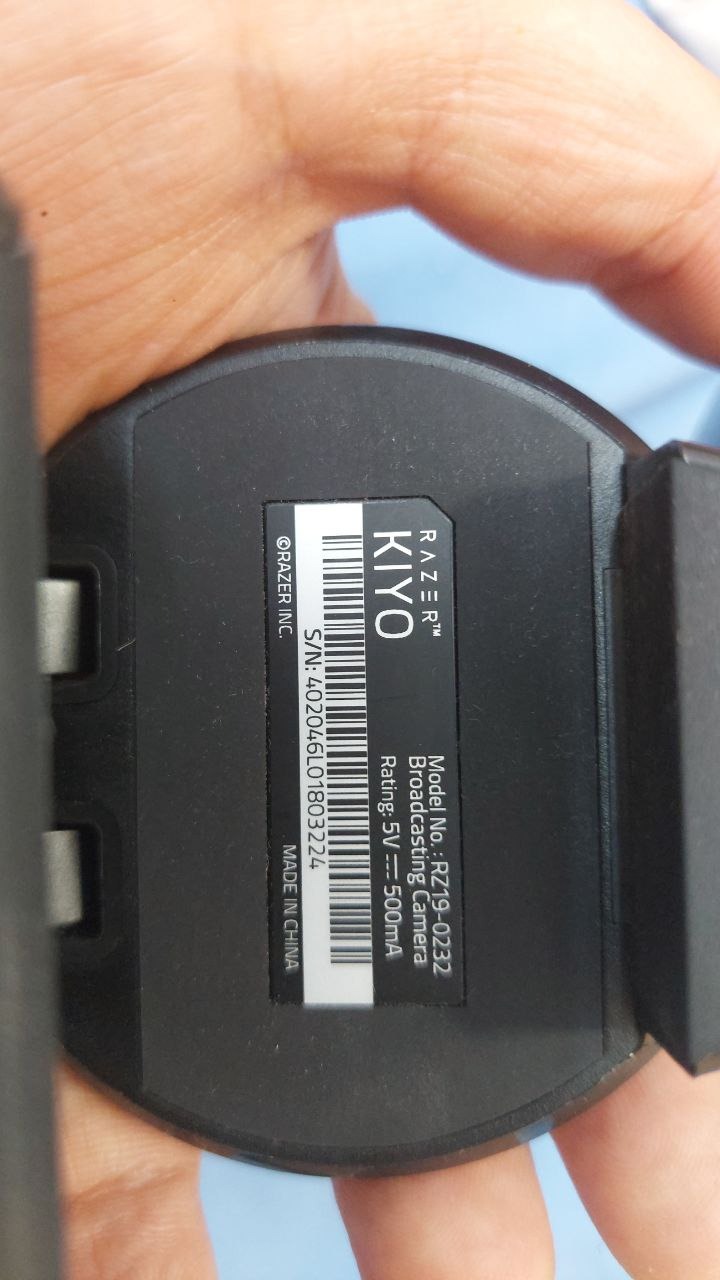 RAZER™
KIYO
Model No. : RZ19-0232
Broadcasting Camera
Rating: 5V ⎓ 500mA
S/N: 402046L01803224
©RAZER INC.
MADE IN CHINA